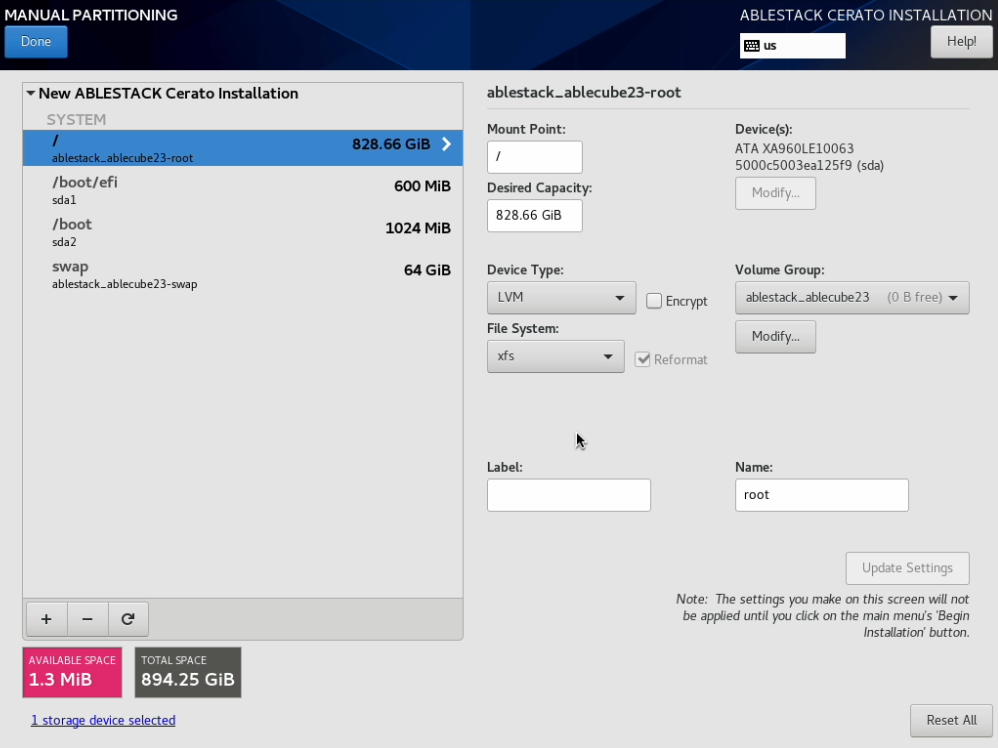 MANUAL PARTITIONING
ABLESTACK CERATO INSTALLATION
Done
us
Help!
New ABLESTACK Cerato Installation
SYSTEM
/
828.66 GiB
ablestack_ablecube23-root
/boot/efi
600 MiB
sda1
/boot
1024 MiB
sda2
swap
64 GiB
ablestack_ablecube23-swap
+ −
AVAILABLE SPACE
1.3 MiB
TOTAL SPACE
894.25 GiB
1 storage device selected
ablestack_ablecube23-root
Mount Point:
/
Device(s):
ATA XA960LE10063
5000c5003ea125f9 (sda)
Modify...
Desired Capacity:
828.66 GiB
Device Type:
LVM
Encrypt
Volume Group:
ablestack_ablecube23 (0 B free)
Modify...
File System:
xfs
Reformat
Label:
Name:
root
Update Settings
Note: The settings you make on this screen will not
be applied until you click on the main menu's 'Begin
Installation' button.
Reset All